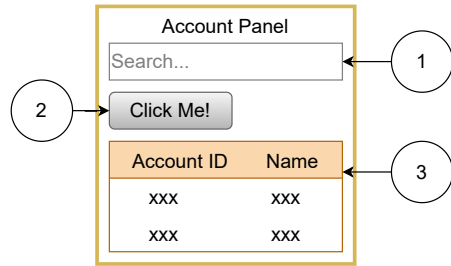 Account Panel
Search...
1
2
Click Me!
Account ID Name
3
xxx xxx
xxx xxx